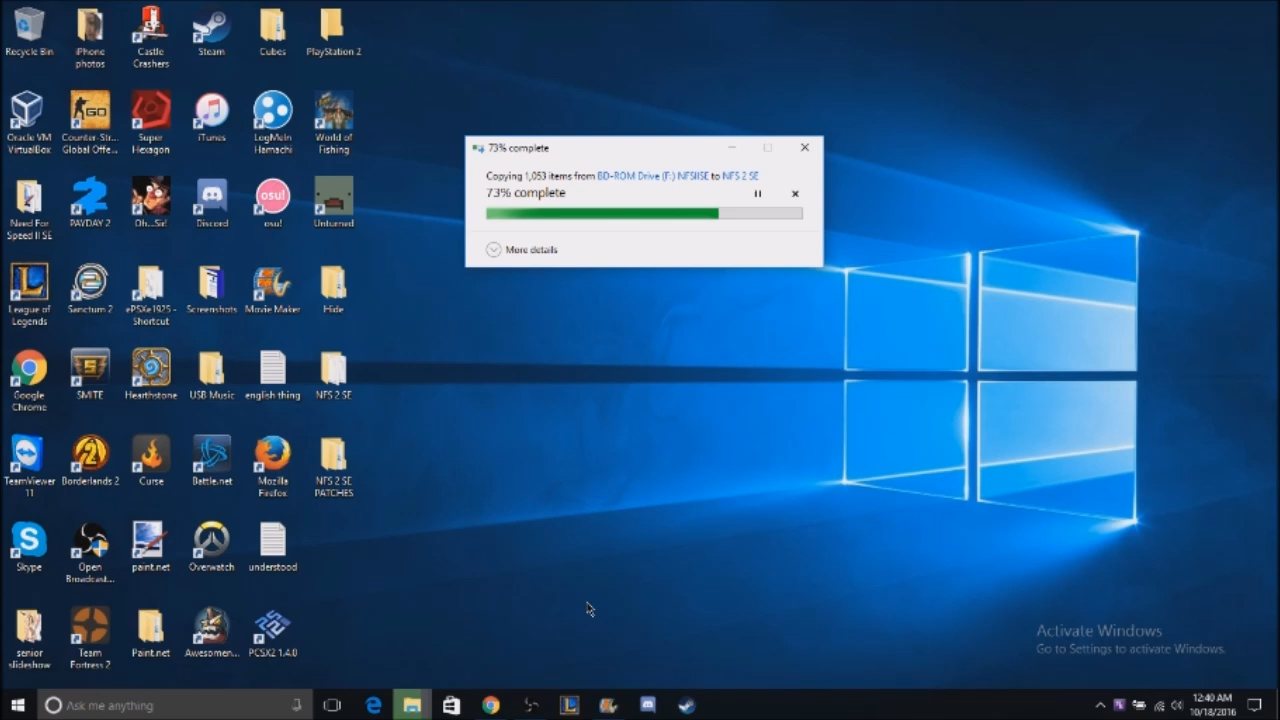 Recycle Bin
iPhone
photos
Castle
Crashers
Steam
Cubes
PlayStation 2
Oracle VM
VirtualBox
Counter-Str...
Global Offe...
Super
Hexagon
iTunes
LogMeIn
Hamachi
World of
Fishing
Need For
Speed II SE
PAYDAY 2
Oh...Sir!
Discord
osu!
osu!
Unturned
League of
Legends
Sanctum 2
ePSXe1925 -
Shortcut
Screenshots
Movie Maker
Hide
Google
Chrome
SMITE
Hearthstone
USB Music
english thing
NFS 2 SE
TeamViewer
11
Borderlands 2
Curse
Battle.net
Mozilla
Firefox
NFS 2 SE
PATCHES
Skype
Open
Broadcast...
paint.net
Overwatch
understood
senior
slideshow
Team
Fortress 2
Paint.net
Awesomen...
PCSX2 1.4.0
73% complete
Copying 1,053 items from BD-ROM Drive (F:) NFSIISE to NFS 2 SE
73% complete
More details
Activate Windows
Go to Settings to activate Windows.
Ask me anything
12:40 AM
10/18/2016